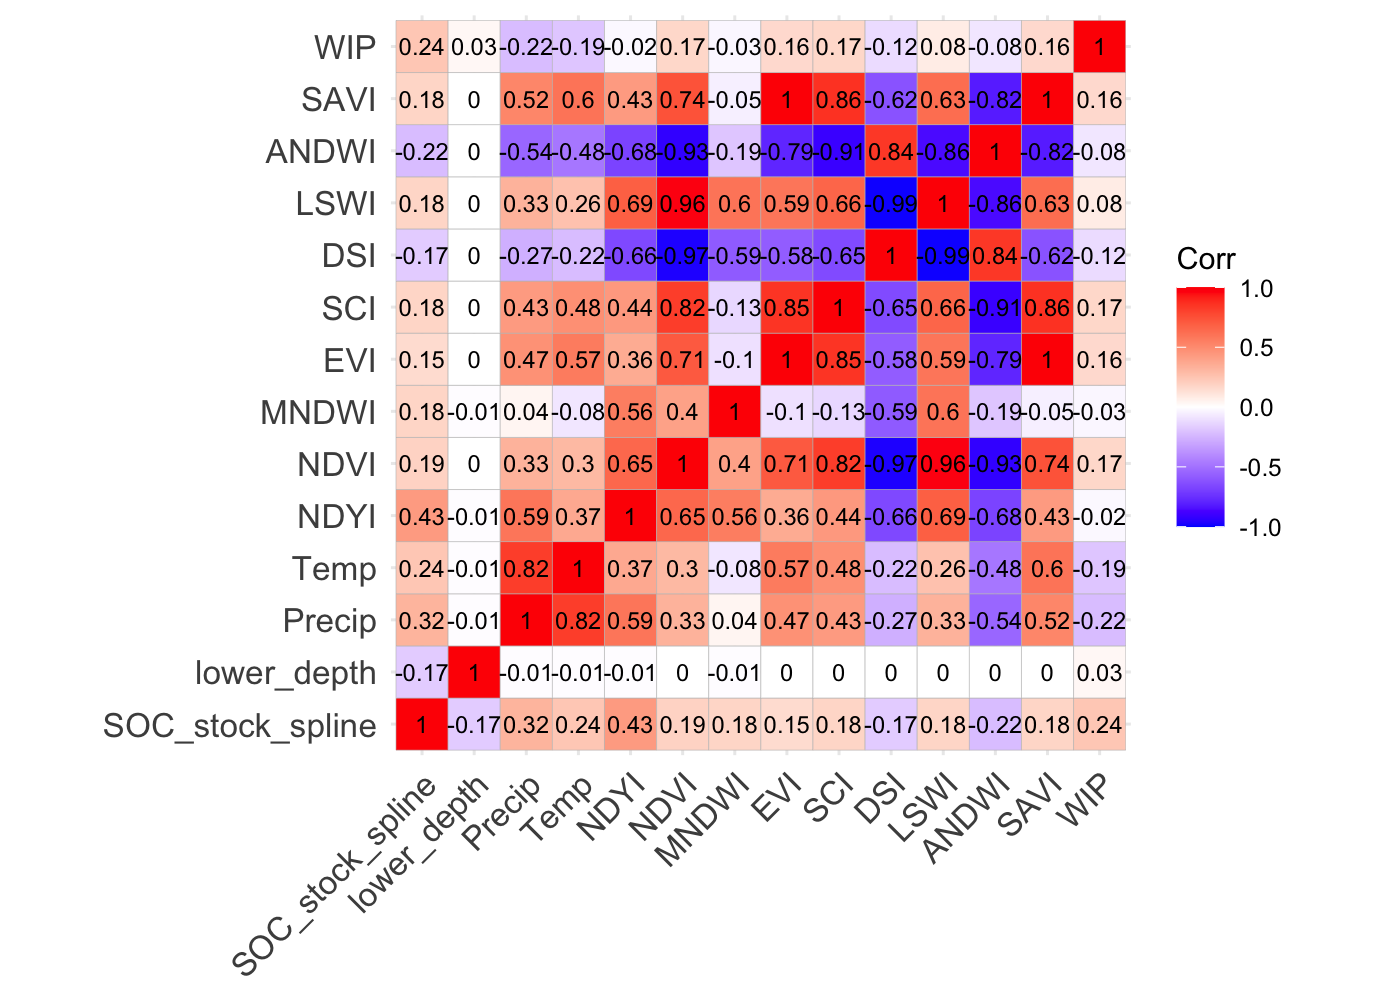 WIP 0.24 0.03 -0.22 -0.19 -0.02 0.17 -0.03 0.16 0.17 -0.12 0.08 -0.08 0.16 1
SAVI 0.18 0 0.52 0.6 0.43 0.74 -0.05 1 0.86 -0.62 0.63 -0.82 1 0.16
ANDWI -0.22 0 -0.54 -0.48 -0.68 -0.93 -0.19 -0.79 -0.91 0.84 -0.86 1 -0.82 -0.08
LSWI 0.18 0 0.33 0.26 0.69 0.96 0.6 0.59 0.66 -0.99 1 -0.86 0.63 0.08
DSI -0.17 0 -0.27 -0.22 -0.66 -0.97 -0.59 -0.58 -0.65 1 -0.99 0.84 -0.62 -0.12
SCI 0.18 0 0.43 0.48 0.44 0.82 -0.13 0.85 1 -0.65 0.66 -0.91 0.86 0.17
EVI 0.15 0 0.47 0.57 0.36 0.71 -0.1 1 0.85 -0.58 0.59 -0.79 1 0.16
MNDWI 0.18 -0.01 0.04 -0.08 0.56 0.4 1 -0.1 -0.13 -0.59 0.6 -0.19 -0.05 -0.03
NDVI 0.19 0 0.33 0.3 0.65 1 0.4 0.71 0.82 -0.97 0.96 -0.93 0.74 0.17
NDYI 0.43 -0.01 0.59 0.37 1 0.65 0.56 0.36 0.44 -0.66 0.69 -0.68 0.43 -0.02
Temp 0.24 -0.01 0.82 1 0.37 0.3 -0.08 0.57 0.48 -0.22 0.26 -0.48 0.6 -0.19
Precip 0.32 -0.01 1 0.82 0.59 0.33 0.04 0.47 0.43 -0.27 0.33 -0.54 0.52 -0.22
lower_depth -0.17 1 -0.01 -0.01 -0.01 0 -0.01 0 0 0 0 0 0 0.03
SOC_stock_spline 1 -0.17 0.32 0.24 0.43 0.19 0.18 0.15 0.18 -0.17 0.18 -0.22 0.18 0.24
SOC_stock_spline
lower_depth
Precip
Temp
NDYI
NDVI
MNDWI
EVI
SCI
DSI
LSWI
ANDWI
SAVI
WIP
Corr
1.0
0.5
0.0
-0.5
-1.0